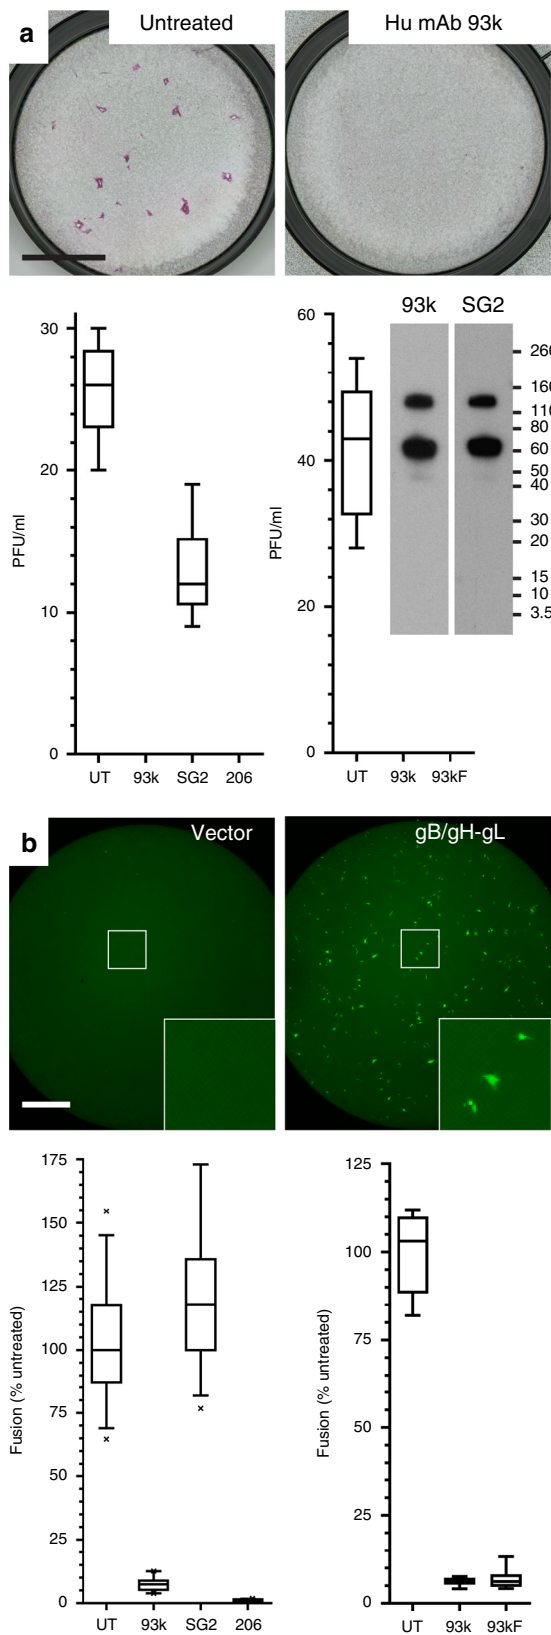 a
Untreated
Hu mAb 93k
30
20
10
0
PFU/ml
UT 93k SG2 206
60
40
20
0
PFU/ml
UT 93k 93kF
93k SG2
260
160
110
80
60
50
40
30
20
15
10
3.5
b
Vector
gB/gH-gL
175
150
125
100
75
50
25
0
Fusion (% untreated)
UT 93k SG2 206
125
100
75
50
25
0
Fusion (% untreated)
UT 93k 93kF